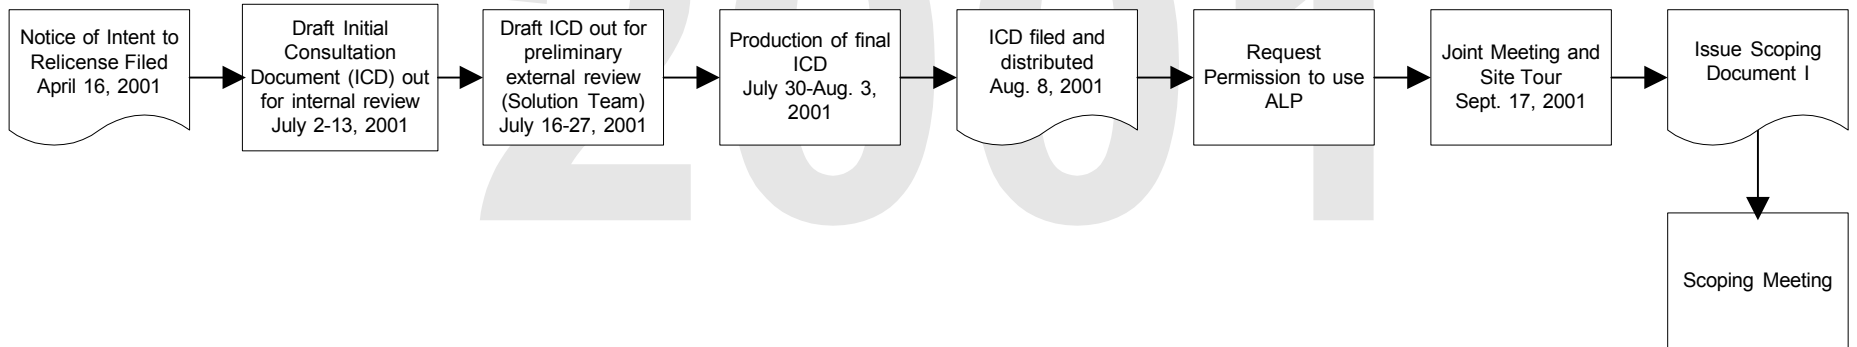 2001
Notice of Intent to
Relicense Filed
April 16, 2001
Draft Initial
Consultation
Document (ICD) out
for internal review
July 2-13, 2001
Draft ICD out for
preliminary
external review
(Solution Team)
July 16-27, 2001
Production of final
ICD
July 30-Aug. 3,
2001
ICD filed and
distributed
Aug. 8, 2001
Request
Permission to use
ALP
Joint Meeting and
Site Tour
Sept. 17, 2001
Issue Scoping
Document I
Scoping Meeting